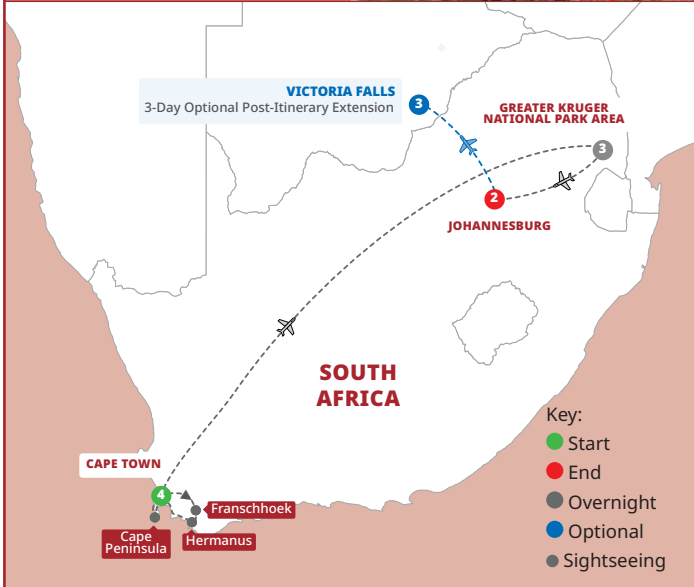 VICTORIA FALLS
3-Day Optional Post-Itinerary Extension
3
GREATER KRUGER
NATIONAL PARK AREA
3
2
JOHANNESBURG
SOUTH
AFRICA
CAPE TOWN
4
Franschhoek
Hermanus
Cape
Peninsula
Key:
Start
End
Overnight
Optional
Sightseeing